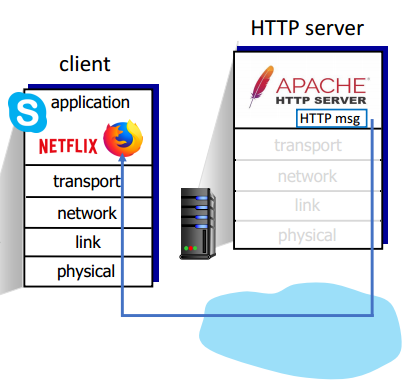 HTTP server
client
application
S
NETFLIX
transport
network
link
physical
APACHE®
HTTP SERVER
HTTP msg
transport
network
link
physical